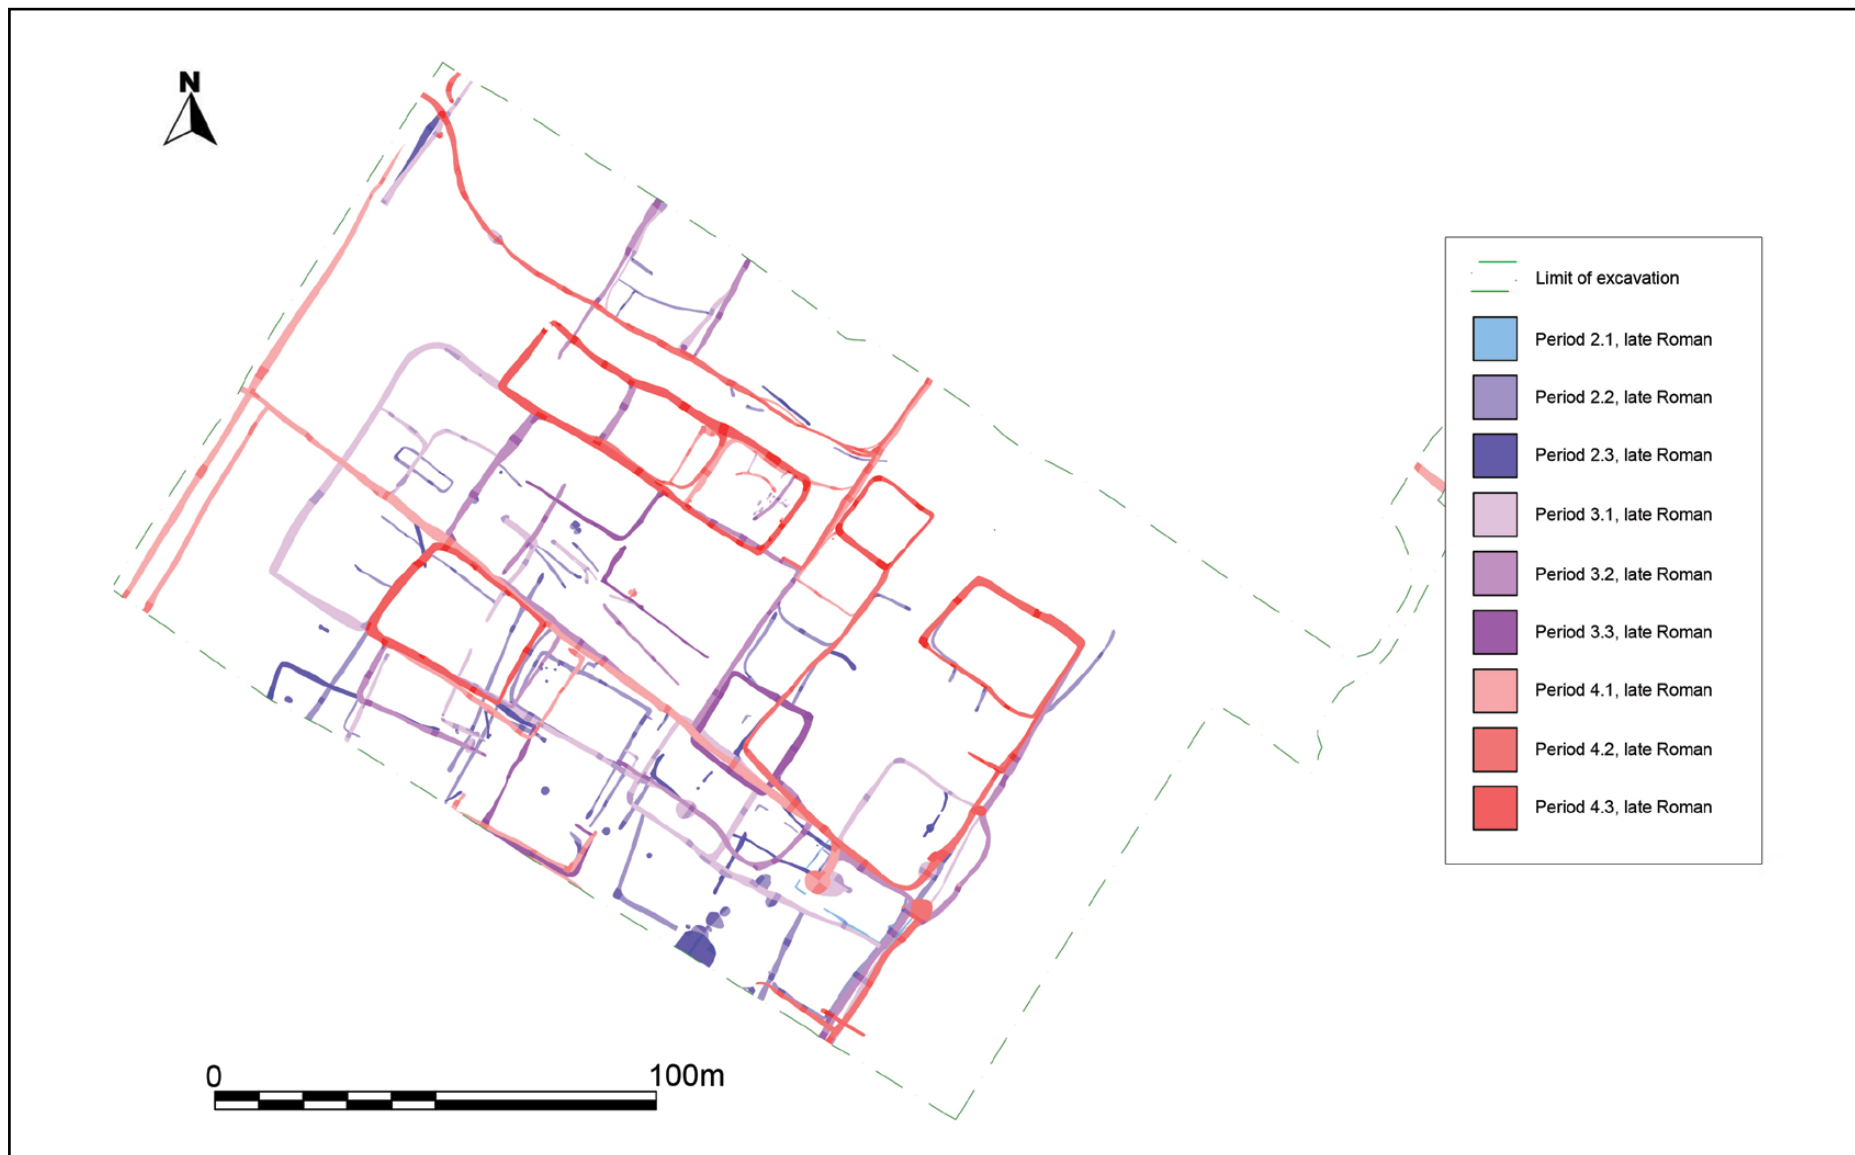 N
Limit of excavation
Period 2.1, late Roman
Period 2.2, late Roman
Period 2.3, late Roman
Period 3.1, late Roman
Period 3.2, late Roman
Period 3.3, late Roman
Period 4.1, late Roman
Period 4.2, late Roman
Period 4.3, late Roman
0 100m